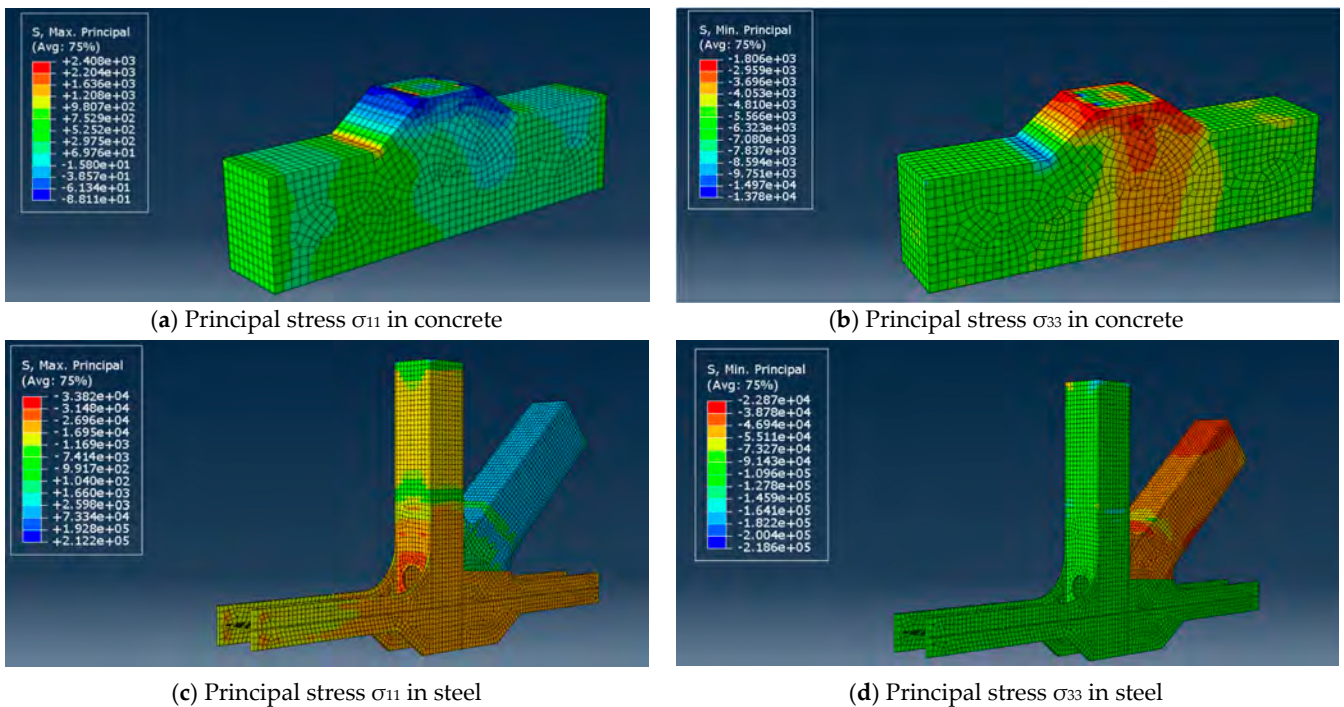 S, Max. Principal
(Avg: 75%)
+2.408e+03
+2.204e+03
+1.636e+03
+1.208e+03
+9.807e+02
+7.529e+02
+5.252e+02
+2.975e+02
+6.976e+01
-1.580e+01
-3.857e+01
-6.134e+01
-8.811e+01
S, Min. Principal
(Avg: 75%)
-1.806e+03
-2.959e+03
-3.696e+03
-4.053e+03
-4.810e+03
-5.566e+03
-6.323e+03
-7.080e+03
-7.837e+03
-8.594e+03
-9.751e+03
-1.497e+04
-1.378e+04
(a) Principal stress σ11 in concrete
(b) Principal stress σ33 in concrete
S, Max. Principal
(Avg: 75%)
-3.382e+04
-3.148e+04
-2.696e+04
-1.695e+04
-1.169e+03
-7.414e+03
-9.917e+02
+1.040e+02
+1.660e+03
+2.598e+03
+7.334e+04
+1.928e+05
+2.122e+05
S, Min. Principal
(Avg: 75%)
-2.287e+04
-3.878e+04
-4.694e+04
-5.511e+04
-7.327e+04
-9.143e+04
-1.096e+05
-1.278e+05
-1.459e+05
-1.641e+05
-1.822e+05
-2.004e+05
-2.186e+05
(c) Principal stress σ11 in steel
(d) Principal stress σ33 in steel